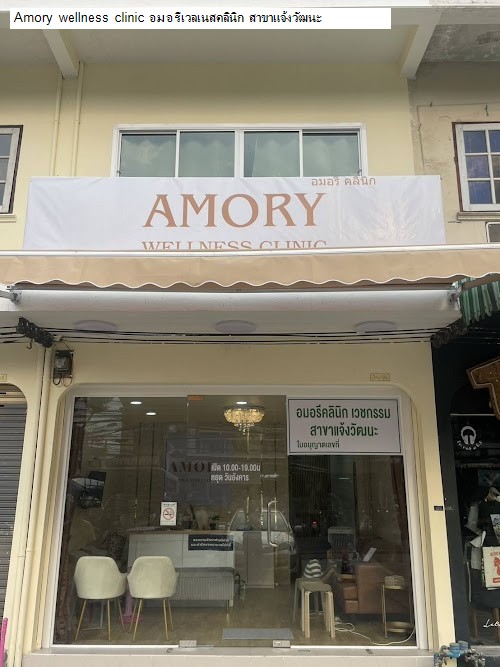 Amory wellness clinic อมอรีเวลเนสคลินิก สาขาแจ้งวัฒนะ
อมอรี คลินิก
AMORY
WELLNESS CLINIC
อมอรีคลินิก เวชกรรม
สาขาแจ้งวัฒนะ
ใบอนุญาตเลขที่
เปิด 10.00-19.00น
หยุด วันอังคาร